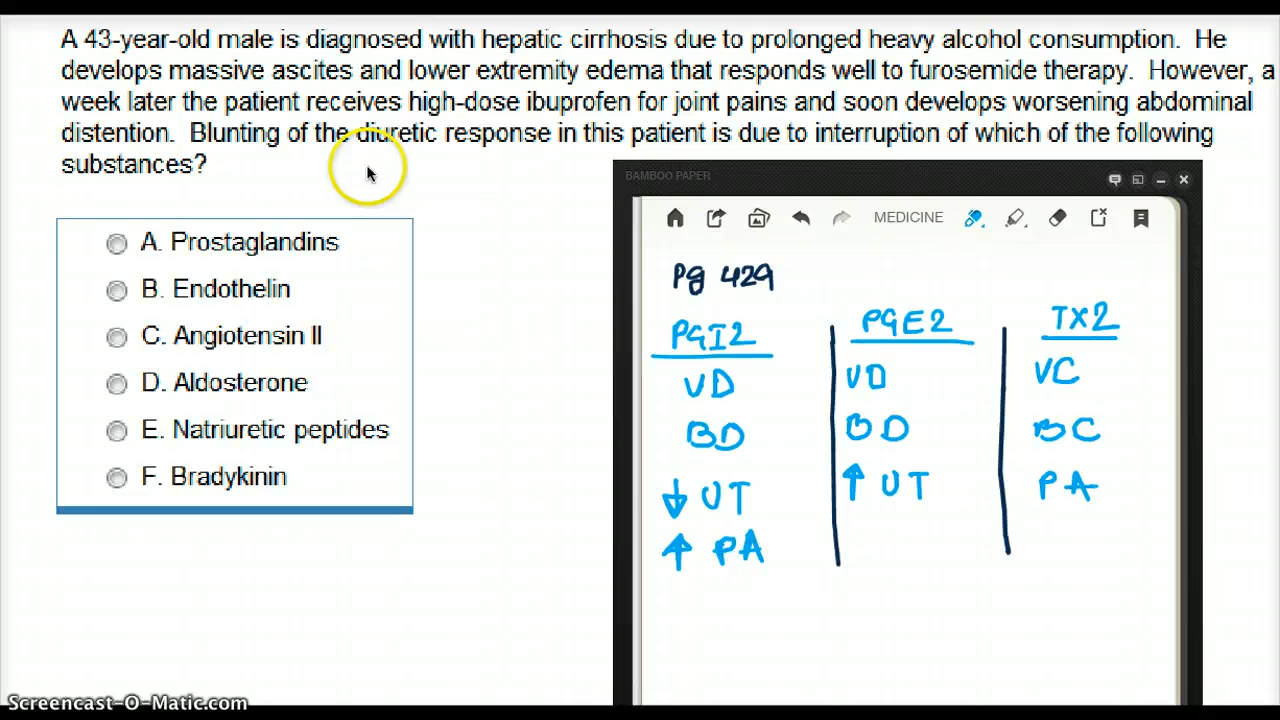 A 43-year-old male is diagnosed with hepatic cirrhosis due to prolonged heavy alcohol consumption. He
develops massive ascites and lower extremity edema that responds well to furosemide therapy. However, a
week later the patient receives high-dose ibuprofen for joint pains and soon develops worsening abdominal
distention. Blunting of the diuretic response in this patient is due to interruption of which of the following
substances?
A. Prostaglandins
B. Endothelin
C. Angiotensin II
D. Aldosterone
E. Natriuretic peptides
F. Bradykinin
BAMBOO PAPER
MEDICINE
Pg 429
PGI2 PGE2 TX2
VD VD VC
BD BD BC
↓ UT ↑ UT PA
↑ PA
Screencast-O-Matic.com